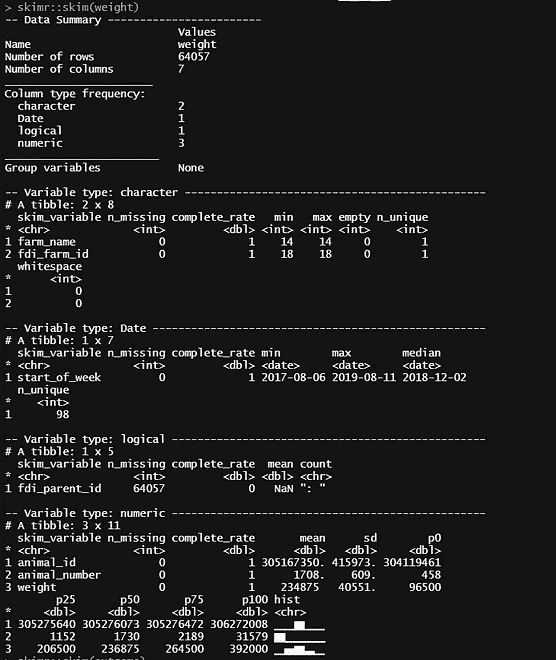 > skimr::skim(weight)
-- Data Summary ------------------------
                           Values
Name                       weight
Number of rows             64057
Number of columns          7
_______________________
Column type frequency:
  character                2
  Date                     1
  logical                  1
  numeric                  3
________________________
Group variables            None

-- Variable type: character ------------------------------------------------
# A tibble: 2 x 8
  skim_variable n_missing complete_rate   min   max empty n_unique
* <chr>             <int>         <dbl> <int> <int> <int>    <int>
1 farm_name             0             1    14    14     0        1
2 fdi_farm_id           0             1    18    18     0        1
  whitespace
*      <int>
1          0
2          0

-- Variable type: Date -----------------------------------------------------
# A tibble: 1 x 7
  skim_variable n_missing complete_rate min        max        median
* <chr>             <int>         <dbl> <date>     <date>     <date>
1 start_of_week         0             1 2017-08-06 2019-08-11 2018-12-02
  n_unique
*    <int>
1       98

-- Variable type: logical --------------------------------------------------
# A tibble: 1 x 5
  skim_variable n_missing complete_rate  mean count
* <chr>             <int>         <dbl> <dbl> <chr>
1 fdi_parent_id     64057             0   NaN ": "

-- Variable type: numeric --------------------------------------------------
# A tibble: 3 x 11
  skim_variable n_missing complete_rate       mean      sd        p0
* <chr>             <int>         <dbl>      <dbl>   <dbl>     <dbl>
1 animal_id             0             1 305167350. 415973. 304119461
2 animal_number         0             1      1708.    609.       458
3 weight                0             1    234875   40551.     96500
        p25       p50       p75      p100 hist
*     <dbl>     <dbl>     <dbl>     <dbl> <chr>
1 305275640 305276073 305276472 306272008 ▁▁▇▁▁
2      1152      1730      2189     31579 ▇▁▁▁▁
3    206500    236875    264500    392000 ▁▅▇▃▁